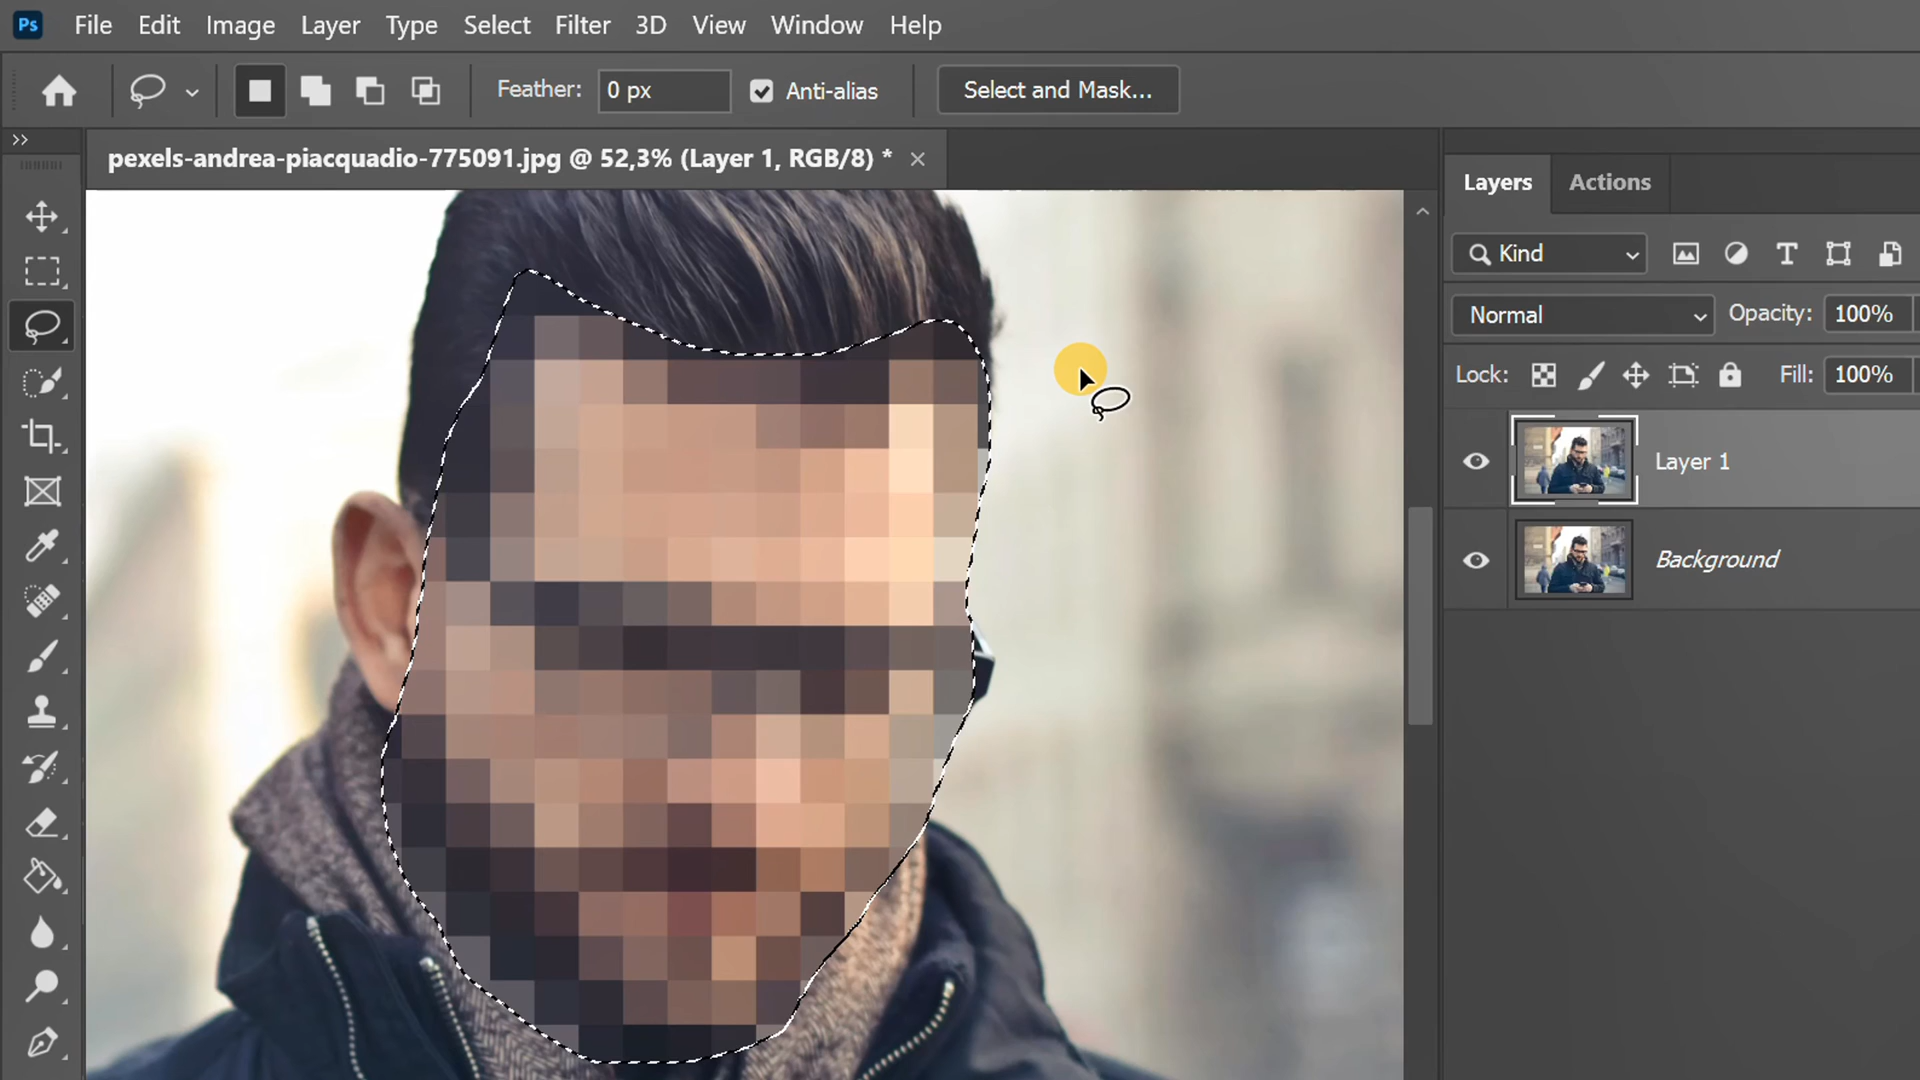 Ps File Edit Image Layer Type Select Filter 3D View Window Help
Feather: 0 px Anti-alias Select and Mask...
pexels-andrea-piacquadio-775091.jpg @ 52,3% (Layer 1, RGB/8) *
Layers Actions
Kind
Normal Opacity: 100%
Lock: Fill: 100%
Layer 1
Background